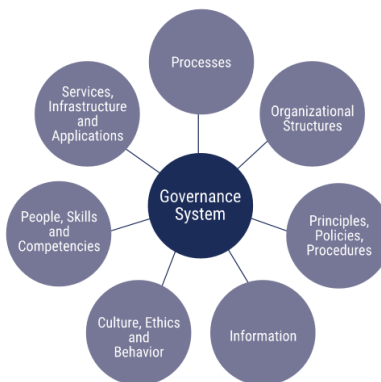 Processes
Organizational
Structures
Principles,
Policies,
Procedures
Information
Culture, Ethics
and
Behavior
People, Skills
and
Competencies
Services,
Infrastructure
and
Applications
Governance
System